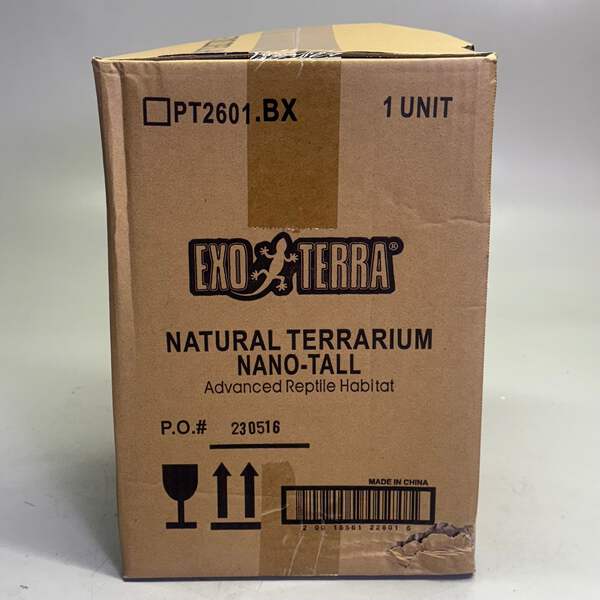 PT2601.BX
1 UNIT
EXO TERRA®
NATURAL TERRARIUM
NANO-TALL
Advanced Reptile Habitat
P.O.# 230516
MADE IN CHINA